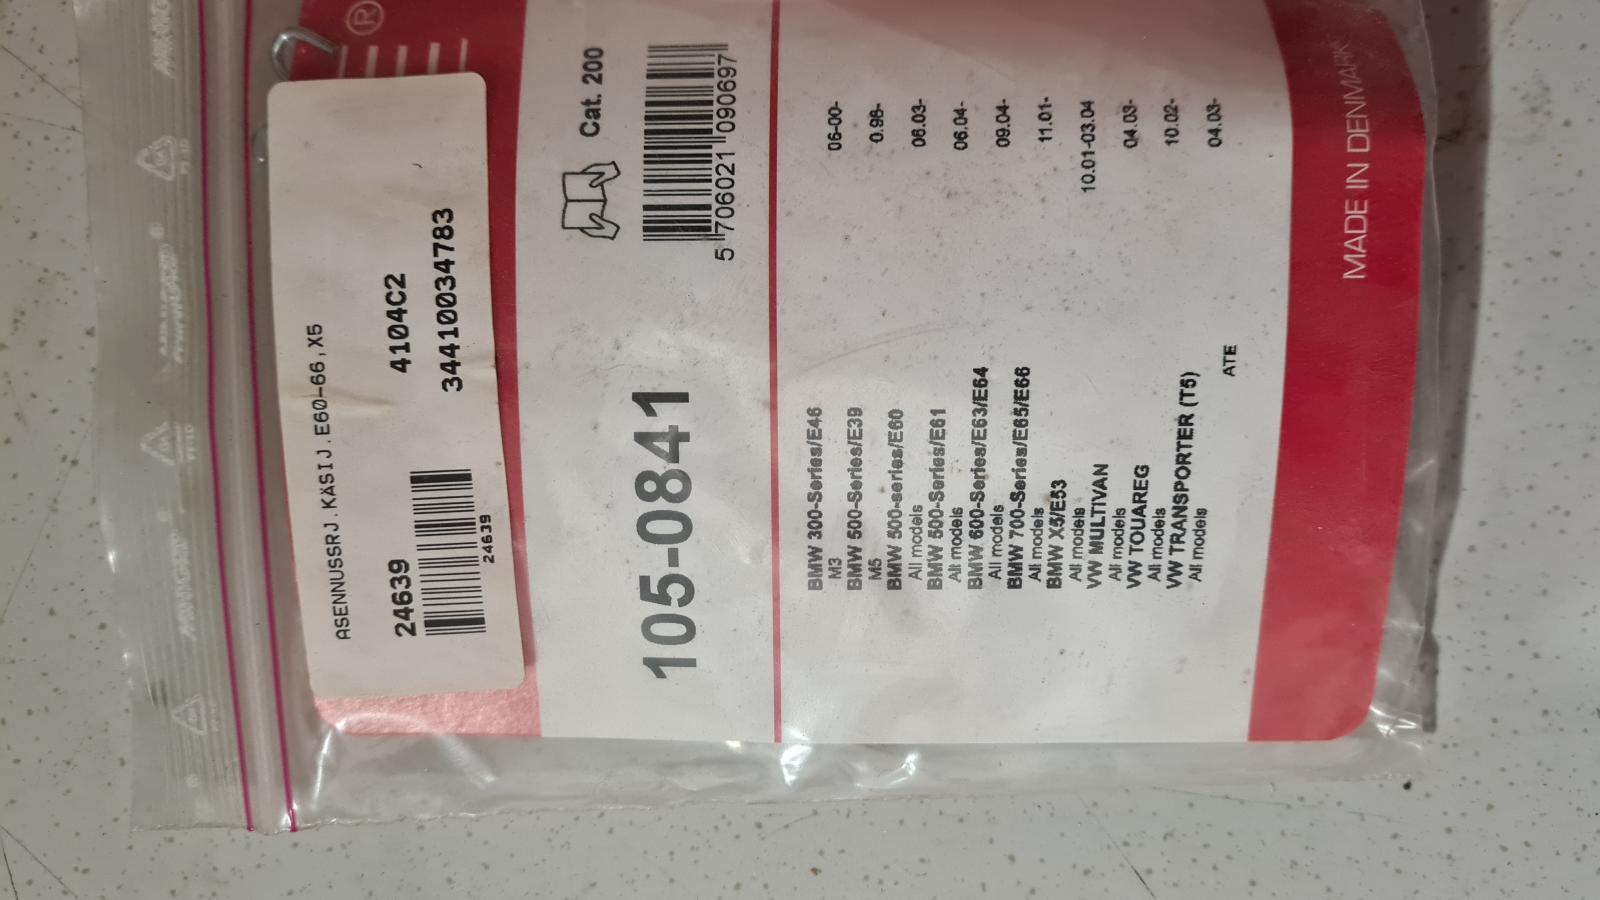 ®
ASENNUSSRJ.KÄSIJ.E60-66,X5
24639
4104C2
34410034783
24639
Cat. 200
105-0841
5 706021 090697
BMW 300-Series/E46
M3 06-00-
BMW 500-Series/E39
M5 0.98-
BMW 500-series/E60
All models 06.03-
BMW 500-Series/E61
All models 06.04-
BMW 600-Series/E63/E64
All models 09.04-
BMW 700-Series/E65/E66
All models 11.01-
BMW X5/E53
All models 10.01-03.04
VW MULTIVAN
All models 04.03-
VW TOUAREG
All models 10.02-
VW TRANSPORTER (T5)
All models 04.03-
ATE
MADE IN DENMARK